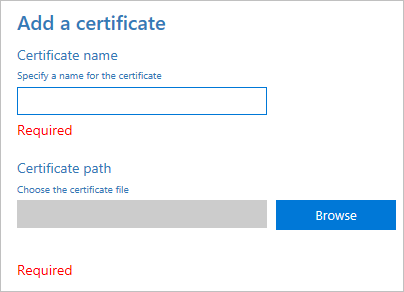 Add a certificate
Certificate name
Specify a name for the certificate
Required
Certificate path
Choose the certificate file
Browse
Required